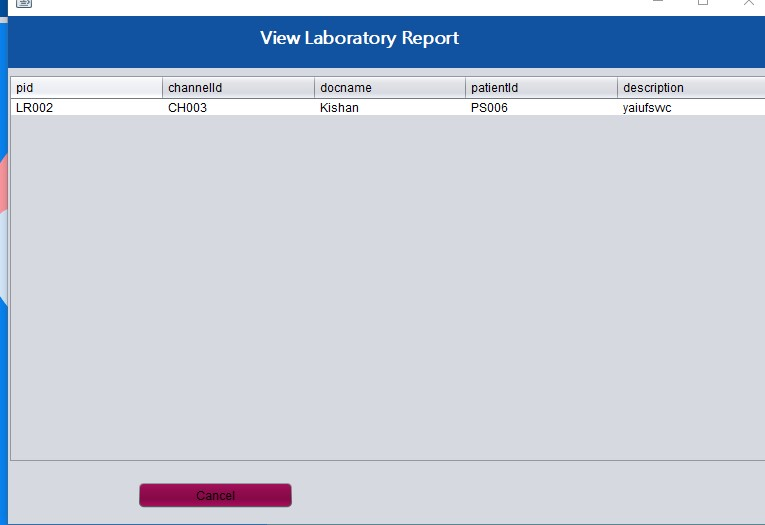 View Laboratory Report
pid channelId docname patientId description
LR002 CH003 Kishan PS006 yaiufswc
Cancel